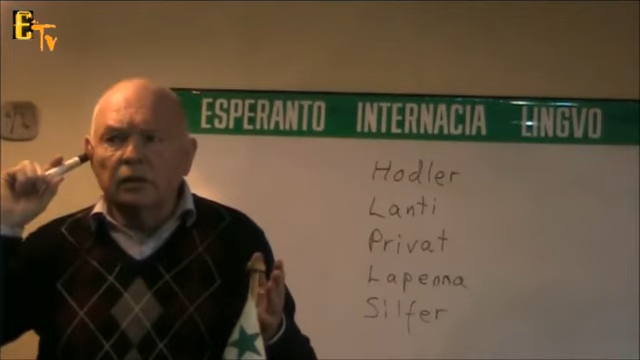 E Tv
ESPERANTO INTERNACIA LINGVO
Hodler
Lanti
Privat
Lapenna
Silfer